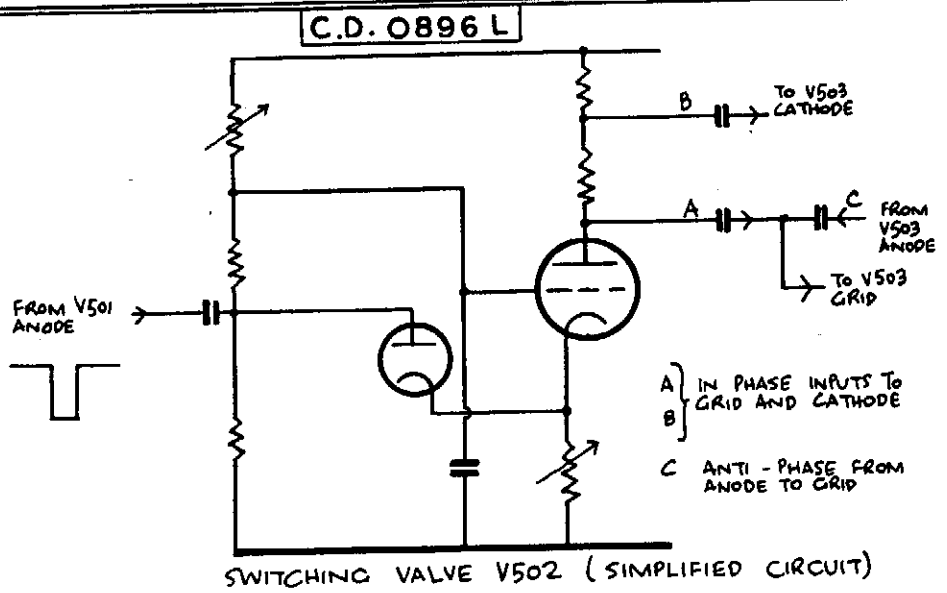 C.D. 0896 L
B
TO V503
CATHODE
A
C
FROM
V503
ANODE
TO V503
GRID
FROM V501
ANODE
A
B
IN PHASE INPUTS TO
GRID AND CATHODE
C ANTI - PHASE FROM
ANODE TO GRID
SWITCHING VALVE V502 (SIMPLIFIED CIRCUIT)